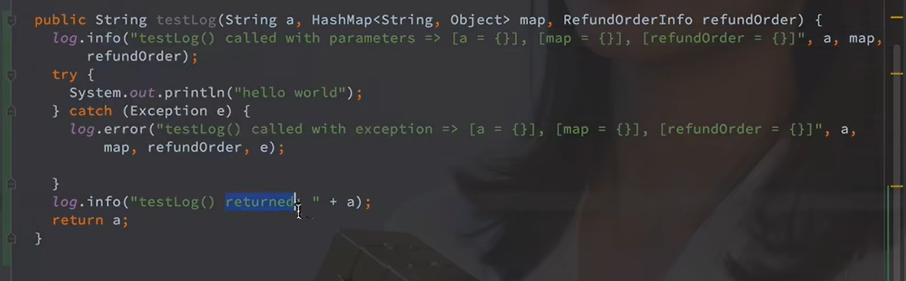 public String testLog(String a, HashMap<String, Object> map, RefundOrderInfo refundOrder) {
log.info("testLog() called with parameters => [a = {}], [map = {}], [refundOrder = {}]", a, map,
refundOrder);
try {
System.out.println("hello world");
} catch (Exception e) {
log.error("testLog() called with exception => [a = {}], [map = {}], [refundOrder = {}]", a,
map, refundOrder, e);
}
log.info("testLog() returned: " + a);
return a;
}